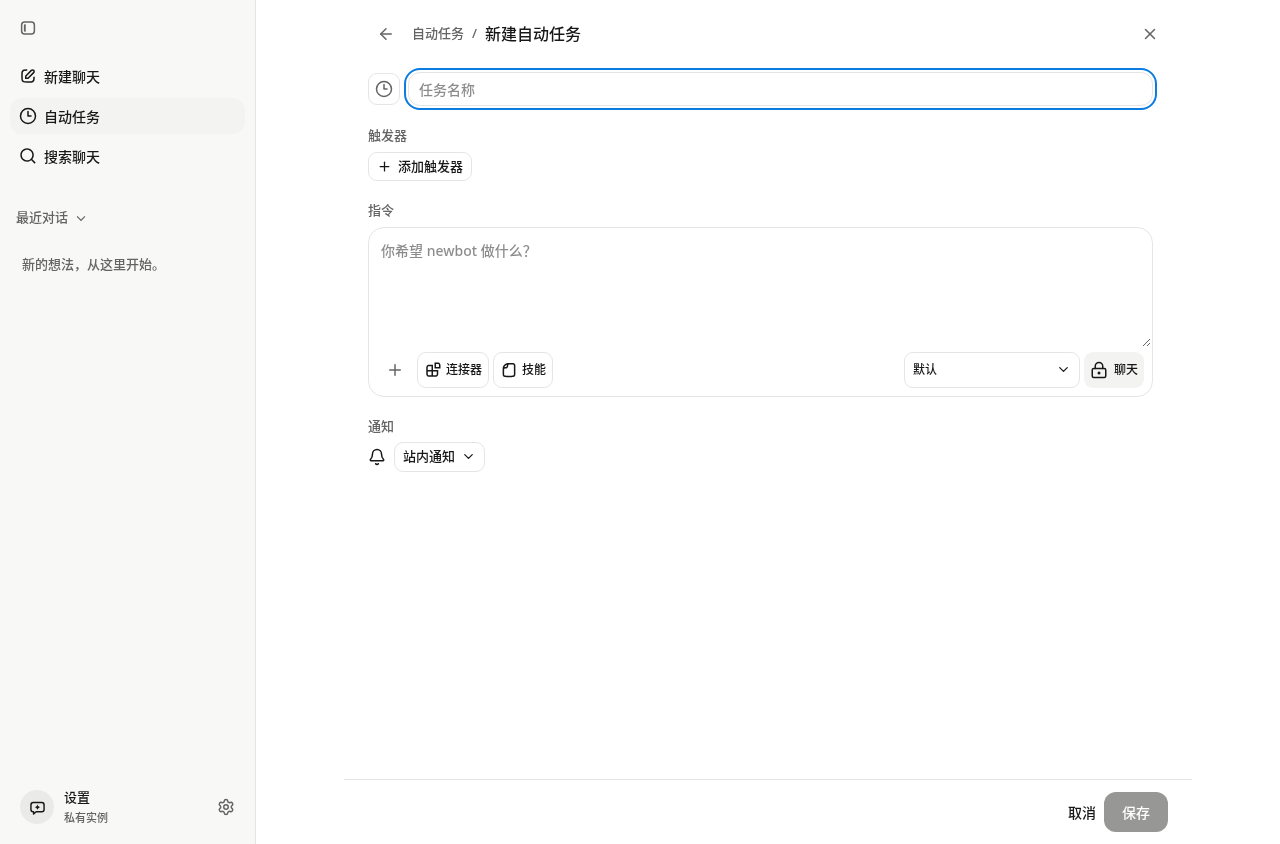 新建聊天
自动任务
搜索聊天
最近对话
新的想法，从这里开始。
设置
私有实例
自动任务 / 新建自动任务
任务名称
触发器
添加触发器
指令
你希望 newbot 做什么？
连接器 技能 默认 聊天
通知
站内通知
取消 保存